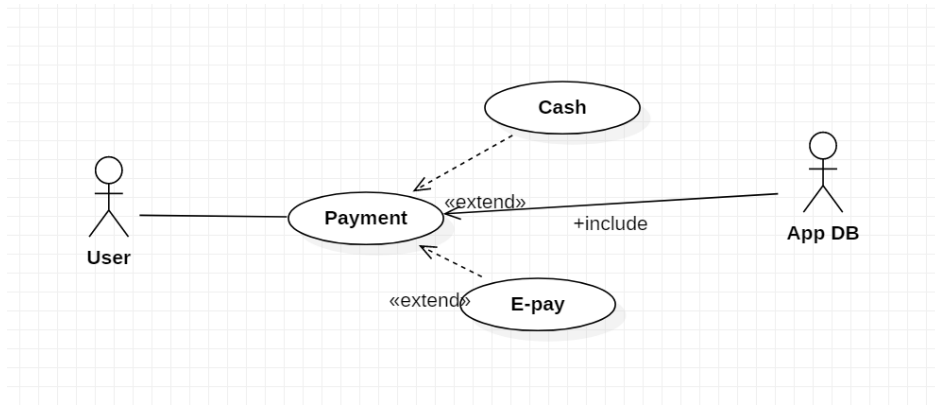 Cash
«extend»
Payment
+include
App DB
User
«extend»
E-pay